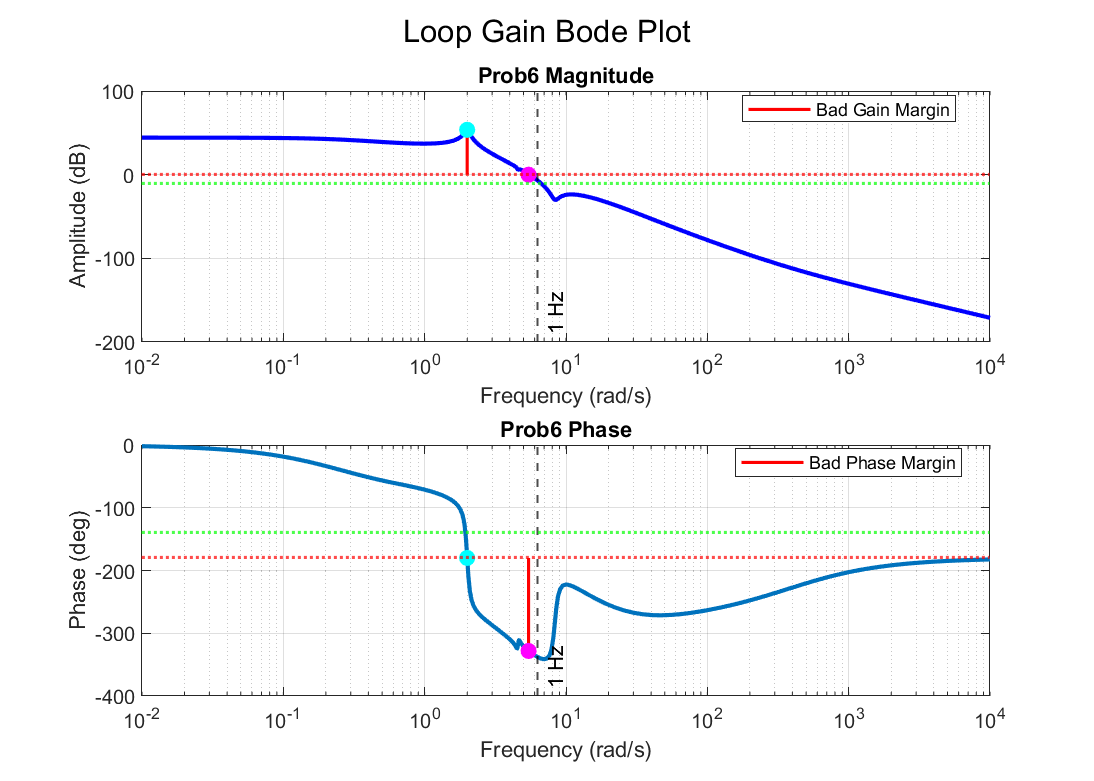 Loop Gain Bode Plot
Prob6 Magnitude
Bad Gain Margin
Amplitude (dB)
100
0
-100
-200
1 Hz
10^-2
10^-1
10^0
10^1
10^2
10^3
10^4
Frequency (rad/s)
Prob6 Phase
Bad Phase Margin
Phase (deg)
0
-100
-200
-300
-400
1 Hz
10^-2
10^-1
10^0
10^1
10^2
10^3
10^4
Frequency (rad/s)